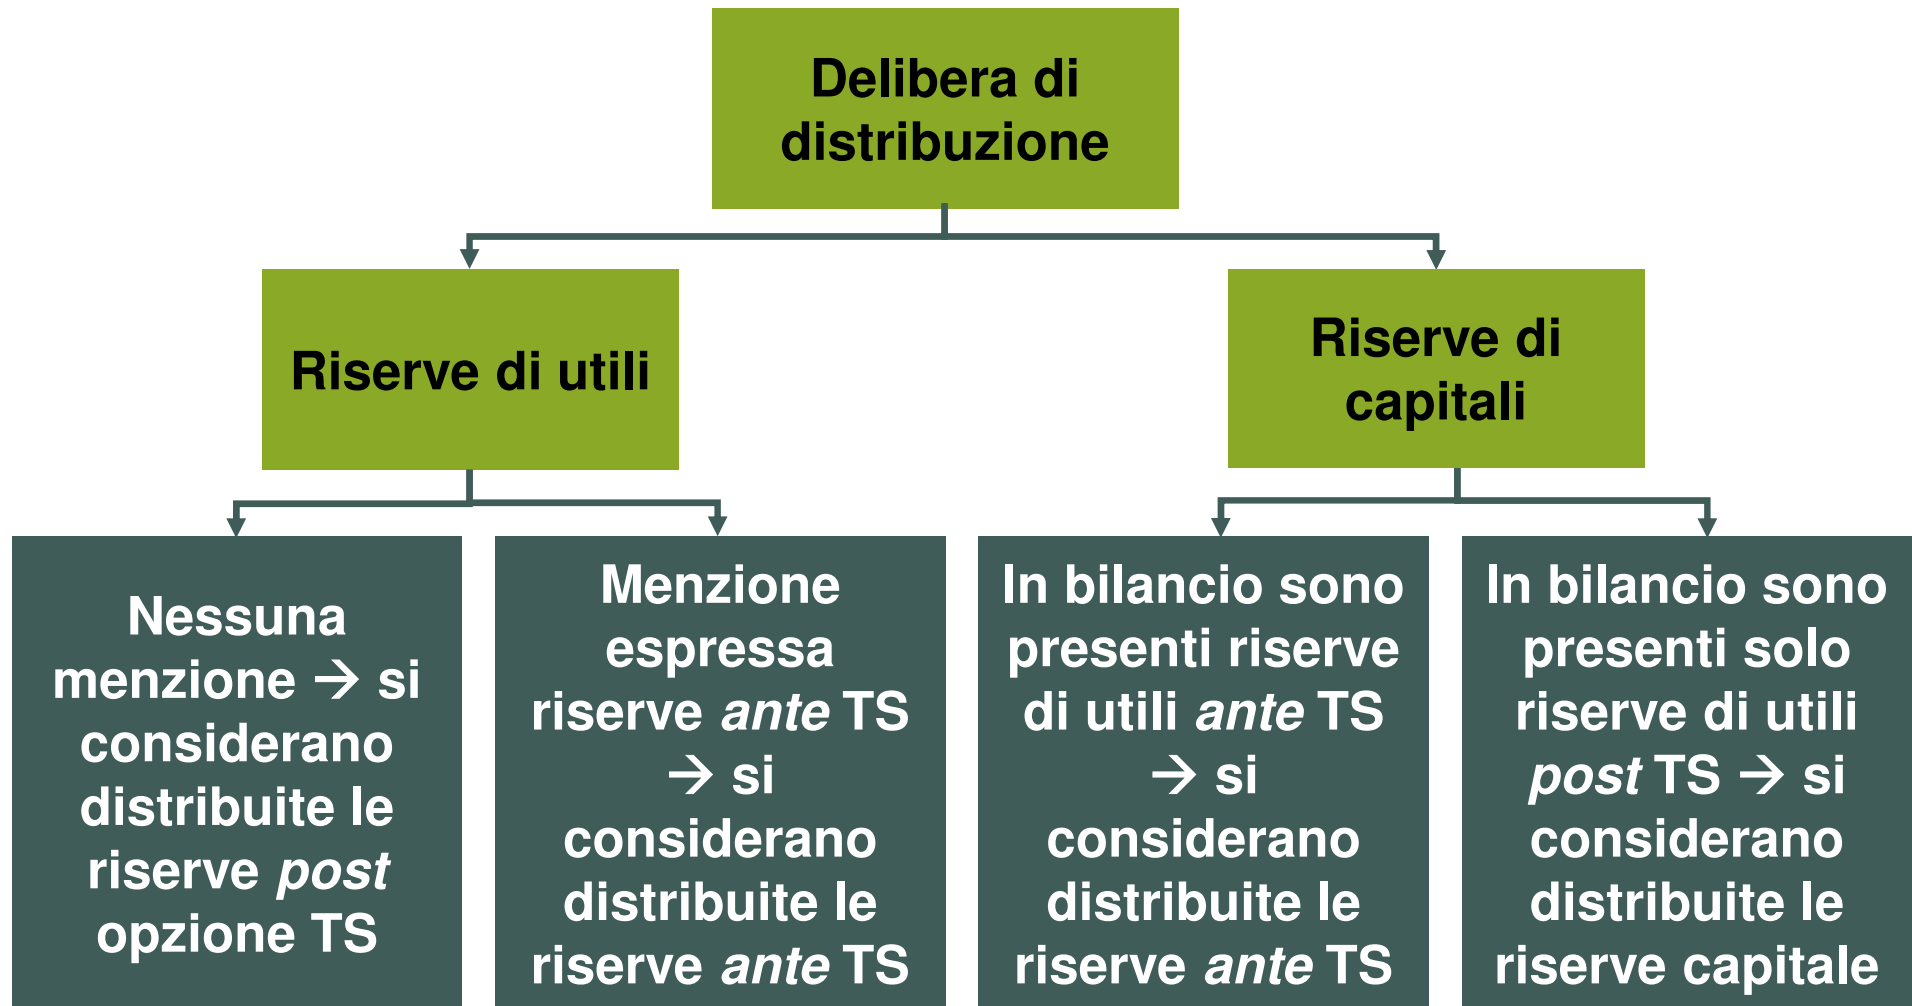 Delibera di
distribuzione
Riserve di utili
Riserve di
capitali
Nessuna
menzione → si
considerano
distribuite le
riserve post
opzione TS
Menzione
espressa
riserve ante TS
→ si
considerano
distribuite le
riserve ante TS
In bilancio sono
presenti riserve
di utili ante TS
→ si
considerano
distribuite le
riserve ante TS
In bilancio sono
presenti solo
riserve di utili
post TS → si
considerano
distribuite le
riserve capitale